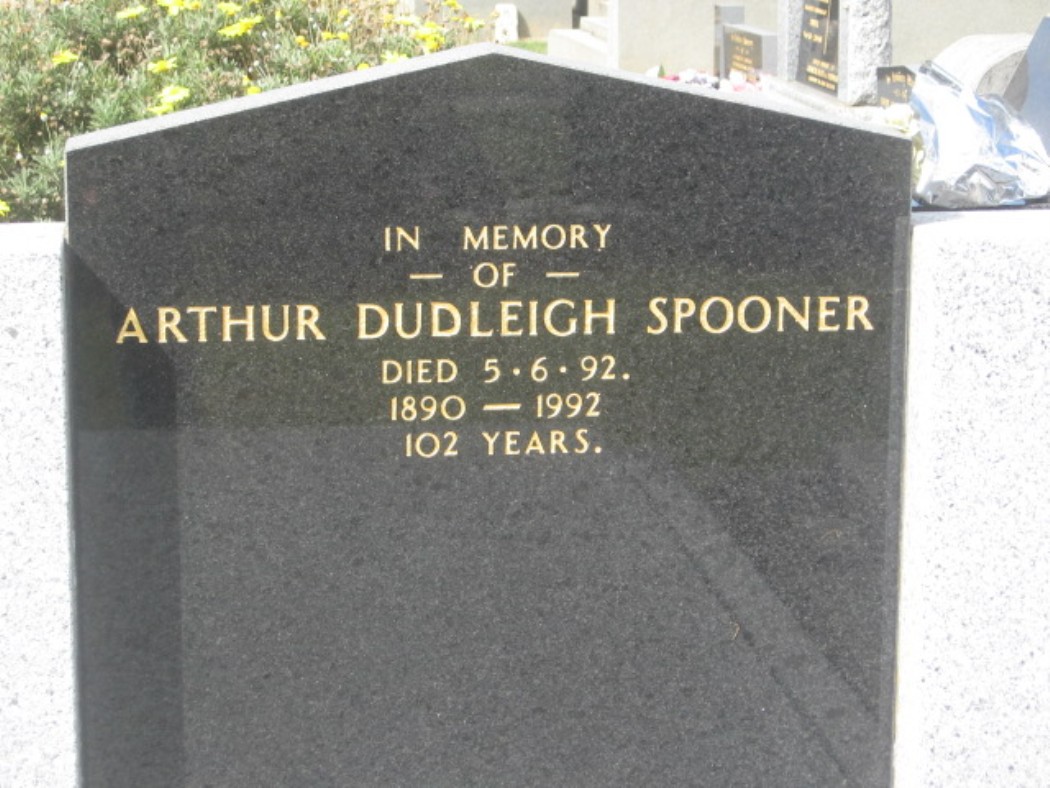 IN MEMORY
— OF —
ARTHUR DUDLEIGH SPOONER
DIED 5·6·92.
1890 — 1992
102 YEARS.